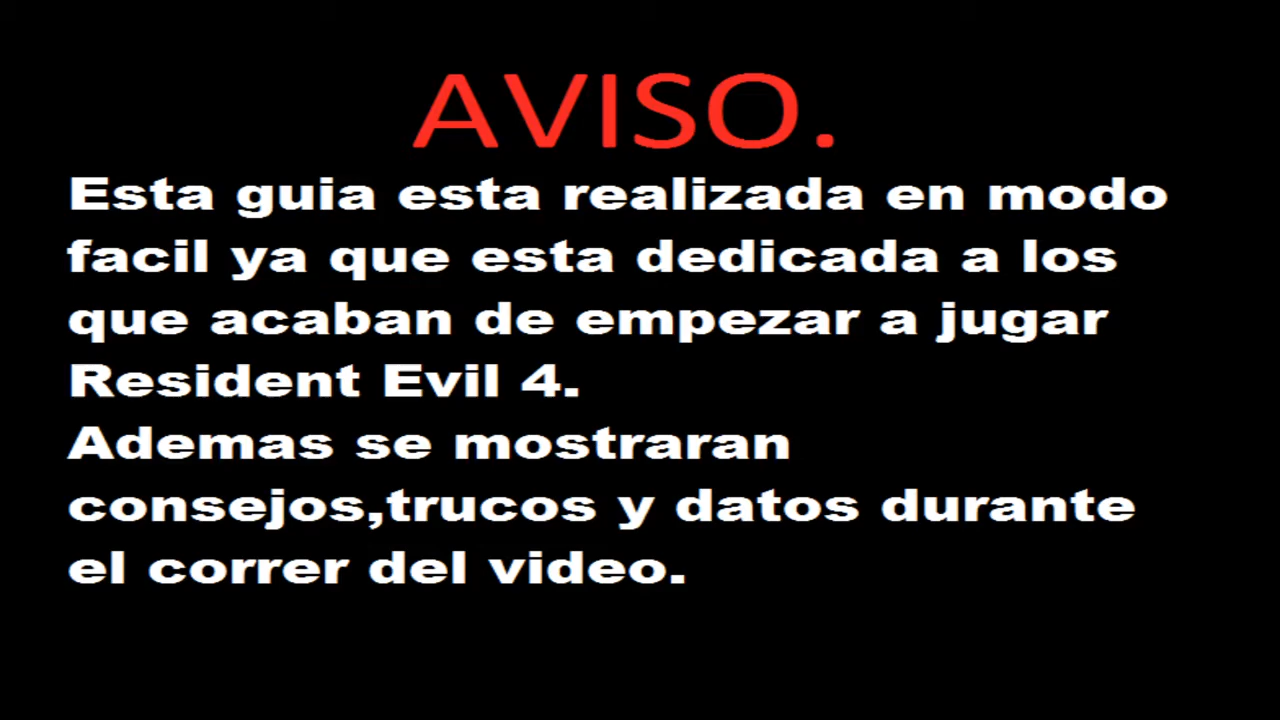 AVISO.
Esta guia esta realizada en modo
facil ya que esta dedicada a los
que acaban de empezar a jugar
Resident Evil 4.
Ademas se mostraran
consejos,trucos y datos durante
el correr del video.